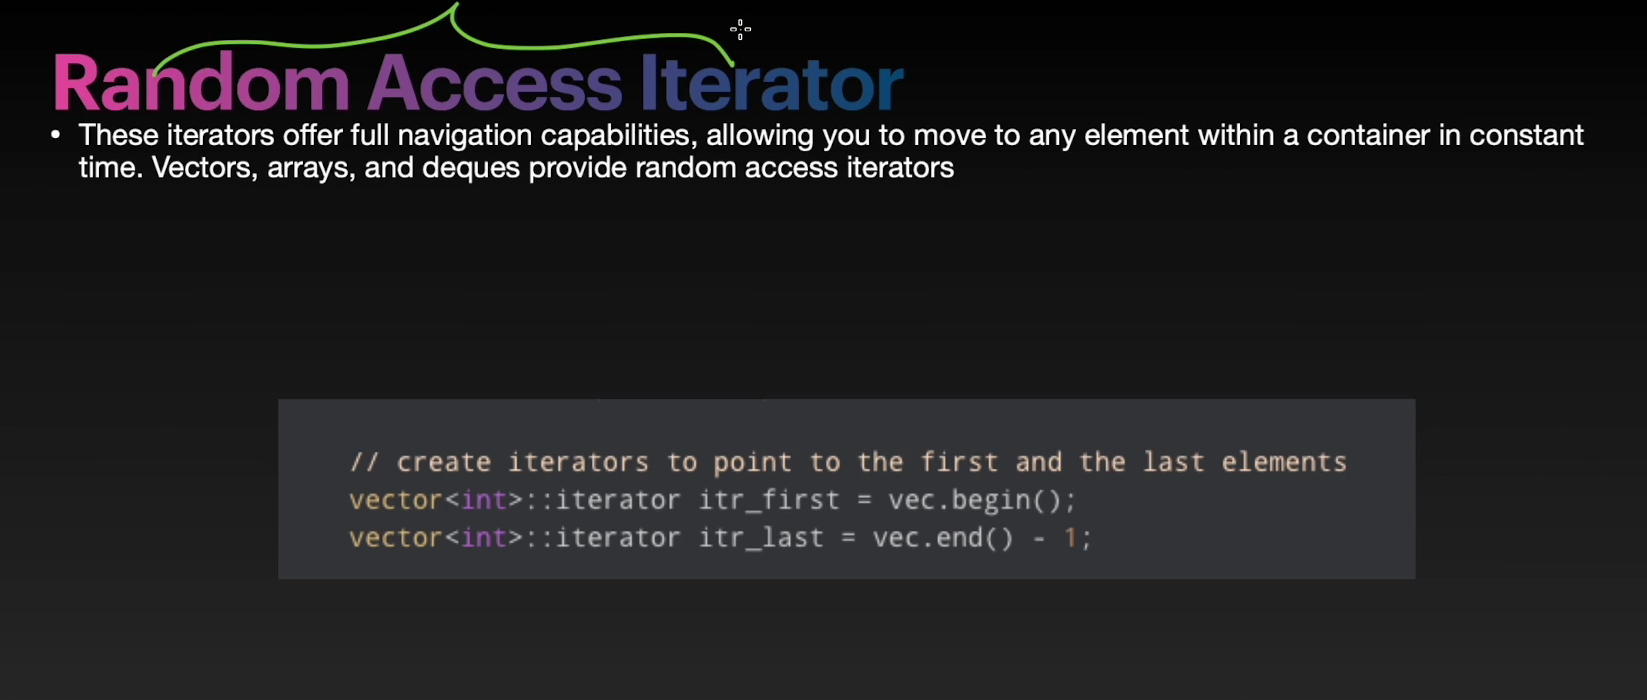 Random Access Iterator
• These iterators offer full navigation capabilities, allowing you to move to any element within a container in constant
time. Vectors, arrays, and deques provide random access iterators
// create iterators to point to the first and the last elements
vector<int>::iterator itr_first = vec.begin();
vector<int>::iterator itr_last = vec.end() - 1;